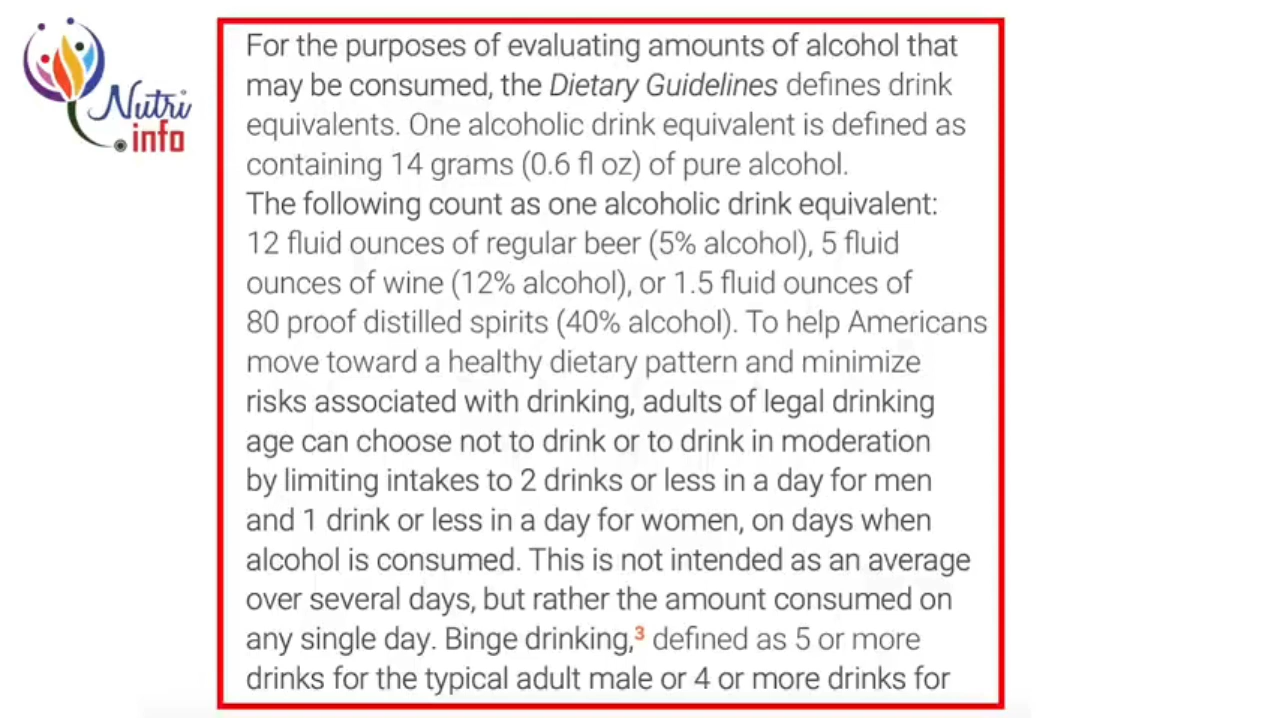 Nutri
info
For the purposes of evaluating amounts of alcohol that
may be consumed, the Dietary Guidelines defines drink
equivalents. One alcoholic drink equivalent is defined as
containing 14 grams (0.6 fl oz) of pure alcohol.
The following count as one alcoholic drink equivalent:
12 fluid ounces of regular beer (5% alcohol), 5 fluid
ounces of wine (12% alcohol), or 1.5 fluid ounces of
80 proof distilled spirits (40% alcohol). To help Americans
move toward a healthy dietary pattern and minimize
risks associated with drinking, adults of legal drinking
age can choose not to drink or to drink in moderation
by limiting intakes to 2 drinks or less in a day for men
and 1 drink or less in a day for women, on days when
alcohol is consumed. This is not intended as an average
over several days, but rather the amount consumed on
any single day. Binge drinking,3 defined as 5 or more
drinks for the typical adult male or 4 or more drinks for